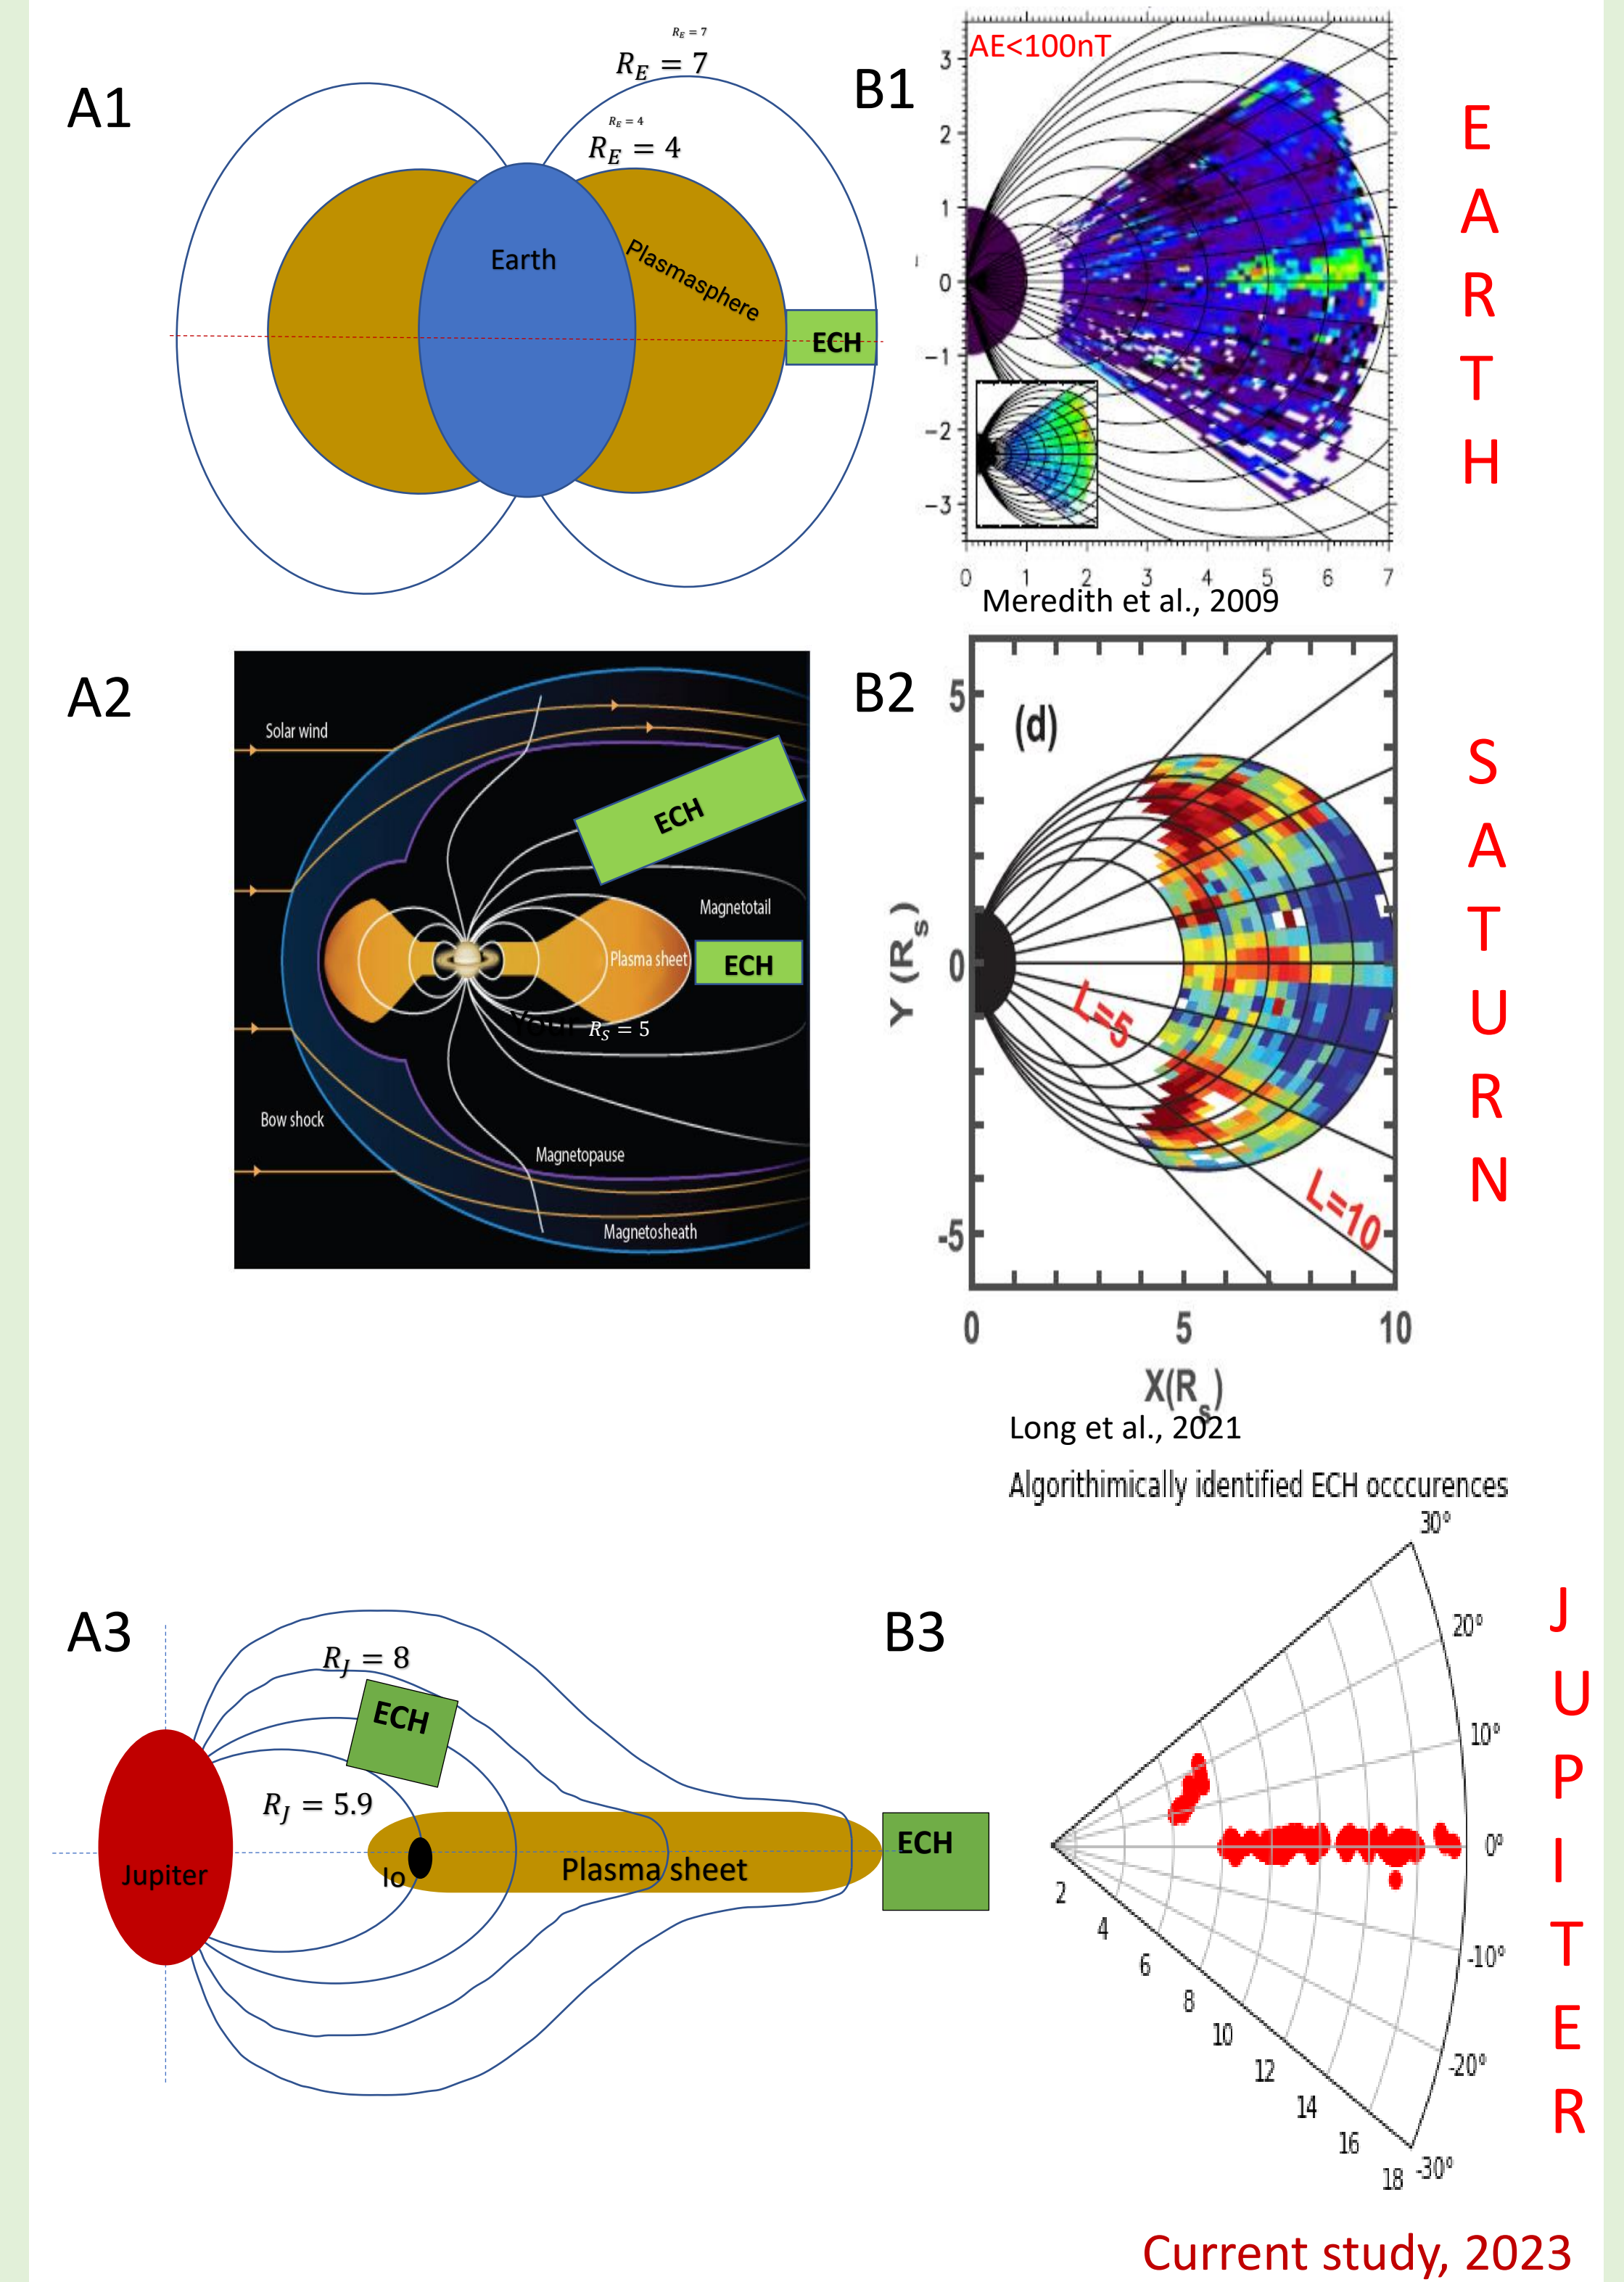 A1
R_E = 7
R_E = 7
R_E = 4
R_E = 4
Earth
Plasmasphere
ECH
B1
AE<100nT
3
2
1
0
−1
−2
−3
0 1 2 3 4 5 6 7
Meredith et al., 2009
E
A
R
T
H
A2
Solar wind
ECH
Magnetotail
Plasma sheet
ECH
R_S = 5
Bow shock
Magnetopause
Magnetosheath
B2
(d)
5
0
-5
Y (R_s)
L=5
L=10
0 5 10
X(R_s)
Long et al., 2021
S
A
T
U
R
N
A3
R_J = 8
ECH
R_J = 5.9
Jupiter
Io
Plasma sheet
ECH
B3
Algorithimically identified ECH occcurences
30°
20°
10°
0°
-10°
-20°
-30°
2
4
6
8
10
12
14
16
18
J
U
P
I
T
E
R
Current study, 2023